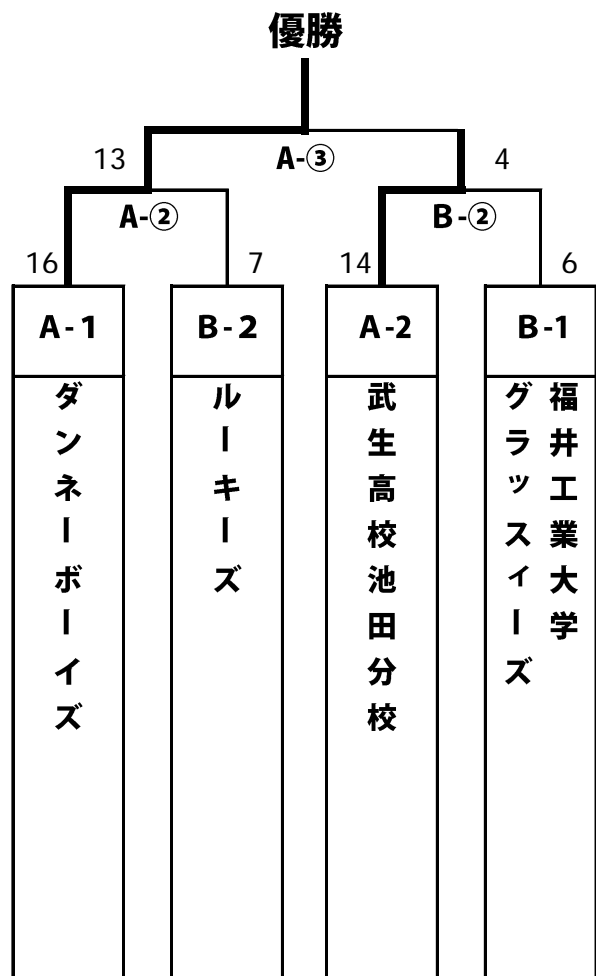 優勝
13
A-③
4
A-②
B-②
16
7
14
6
A-1
B-2
A-2
B-1
ダンネーボーイズ
ルーキーズ
武生高校池田分校
福井工業大学
グラッスィーズ